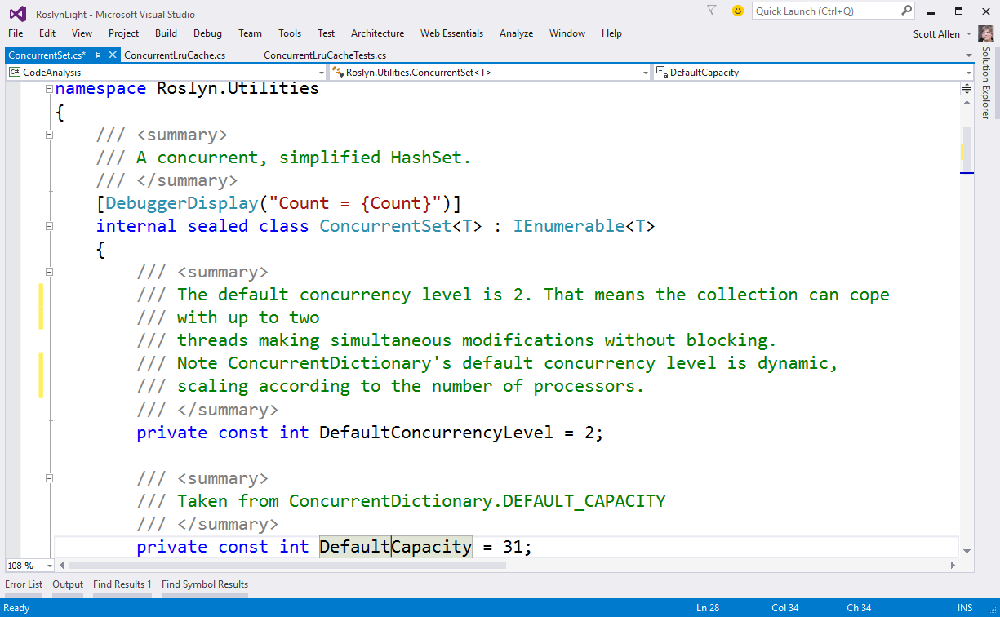 RoslynLight - Microsoft Visual Studio
Quick Launch (Ctrl+Q)
File Edit View Project Build Debug Team Tools Test Architecture Web Essentials Analyze Window Help
Scott Allen
ConcurrentSet.cs* ConcurrentLruCache.cs ConcurrentLruCacheTests.cs
C# CodeAnalysis Roslyn.Utilities.ConcurrentSet<T> DefaultCapacity
Solution Explorer
namespace Roslyn.Utilities
{
/// <summary>
/// A concurrent, simplified HashSet.
/// </summary>
[DebuggerDisplay("Count = {Count}")]
internal sealed class ConcurrentSet<T> : IEnumerable<T>
{
/// <summary>
/// The default concurrency level is 2. That means the collection can cope
/// with up to two
/// threads making simultaneous modifications without blocking.
/// Note ConcurrentDictionary's default concurrency level is dynamic,
/// scaling according to the number of processors.
/// </summary>
private const int DefaultConcurrencyLevel = 2;
/// <summary>
/// Taken from ConcurrentDictionary.DEFAULT_CAPACITY
/// </summary>
private const int DefaultCapacity = 31;
108 %
Error List Output Find Results 1 Find Symbol Results
Ready Ln 28 Col 34 Ch 34 INS